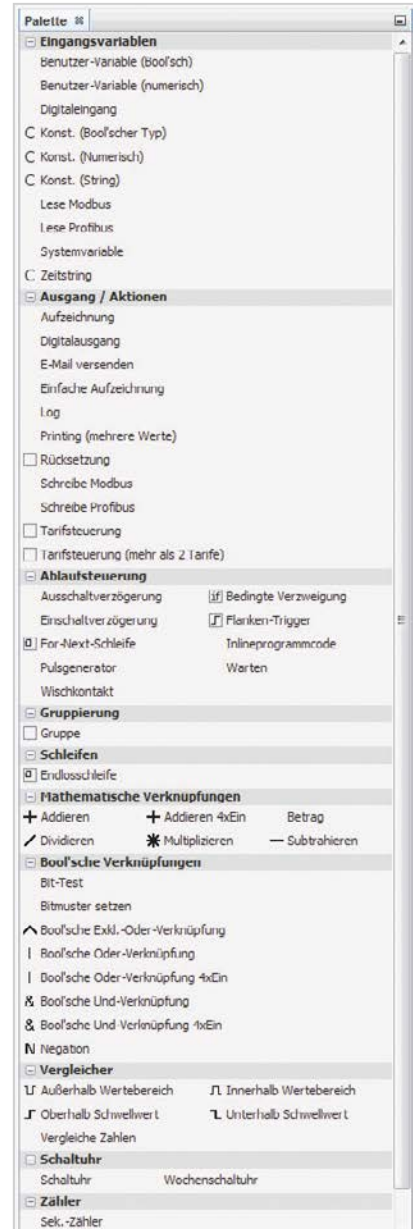 Palette
Eingangsvariablen
Benutzer-Variable (Bool'sch)
Benutzer-Variable (numerisch)
Digitaleingang
C Konst. (Bool'scher Typ)
C Konst. (Numerisch)
C Konst. (String)
Lese Modbus
Lese Profibus
Systemvariable
C Zeitstring
Ausgang / Aktionen
Aufzeichnung
Digitalausgang
E-Mail versenden
Einfache Aufzeichnung
Log
Printing (mehrere Werte)
Rücksetzung
Schreibe Modbus
Schreibe Profibus
Tarifsteuerung
Tarifsteuerung (mehr als 2 Tarife)
Ablaufsteuerung
Ausschaltverzögerung if Bedingte Verzweigung
Einschaltverzögerung Flanken-Trigger
For-Next-Schleife Inlineprogrammcode
Pulsgenerator Warten
Wischkontakt
Gruppierung
Gruppe
Schleifen
Endlosschleife
Mathematische Verknüpfungen
Addieren Addieren 4xEin Betrag
Dividieren Multiplizieren Subtrahieren
Bool'sche Verknüpfungen
Bit-Test
Bitmuster setzen
Bool'sche Exkl.-Oder-Verknüpfung
| Bool'sche Oder-Verknüpfung
| Bool'sche Oder-Verknüpfung 4xEin
& Bool'sche Und-Verknüpfung
& Bool'sche Und-Verknüpfung 4xEin
N Negation
Vergleicher
Außerhalb Wertebereich Innerhalb Wertebereich
Oberhalb Schwellwert Unterhalb Schwellwert
Vergleiche Zahlen
Schaltuhr
Schaltuhr Wochenschaltuhr
Zähler
Sek.-Zähler